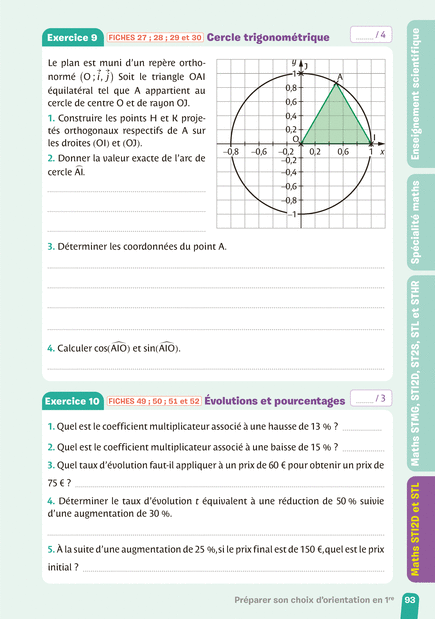 Exercice 9 FICHES 27 ; 28 ; 29 et 30 Cercle trigonométrique ........ / 4
Le plan est muni d'un repère ortho-
normé (O ; i, j) Soit le triangle OAI
équilatéral tel que A appartient au
cercle de centre O et de rayon OJ.
1. Construire les points H et K proje-
tés orthogonaux respectifs de A sur
les droites (OI) et (OJ).
2. Donner la valeur exacte de l'arc de
cercle AI.
y
J
1
A
0,8
0,6
0,4
0,2
O
I
-0,8 -0,6 -0,2 0,2 0,6 1 x
-0,2
-0,4
-0,6
-0,8
-1
3. Déterminer les coordonnées du point A.
4. Calculer cos(AIO) et sin(AIO).
Exercice 10 FICHES 49 ; 50 ; 51 et 52 Évolutions et pourcentages ........ / 3
1. Quel est le coefficient multiplicateur associé à une hausse de 13 % ?
2. Quel est le coefficient multiplicateur associé à une baisse de 15 % ?
3. Quel taux d'évolution faut-il appliquer à un prix de 60 € pour obtenir un prix de
75 € ?
4. Déterminer le taux d'évolution t équivalent à une réduction de 50 % suivie
d'une augmentation de 30 %.
5. À la suite d'une augmentation de 25 %, si le prix final est de 150 €, quel est le prix
initial ?
Préparer son choix d'orientation en 1re 93
Enseignement scientifique
Spécialité maths
Maths STMG, STI2D, ST2S, STL et STHR
Maths STI2D et STL